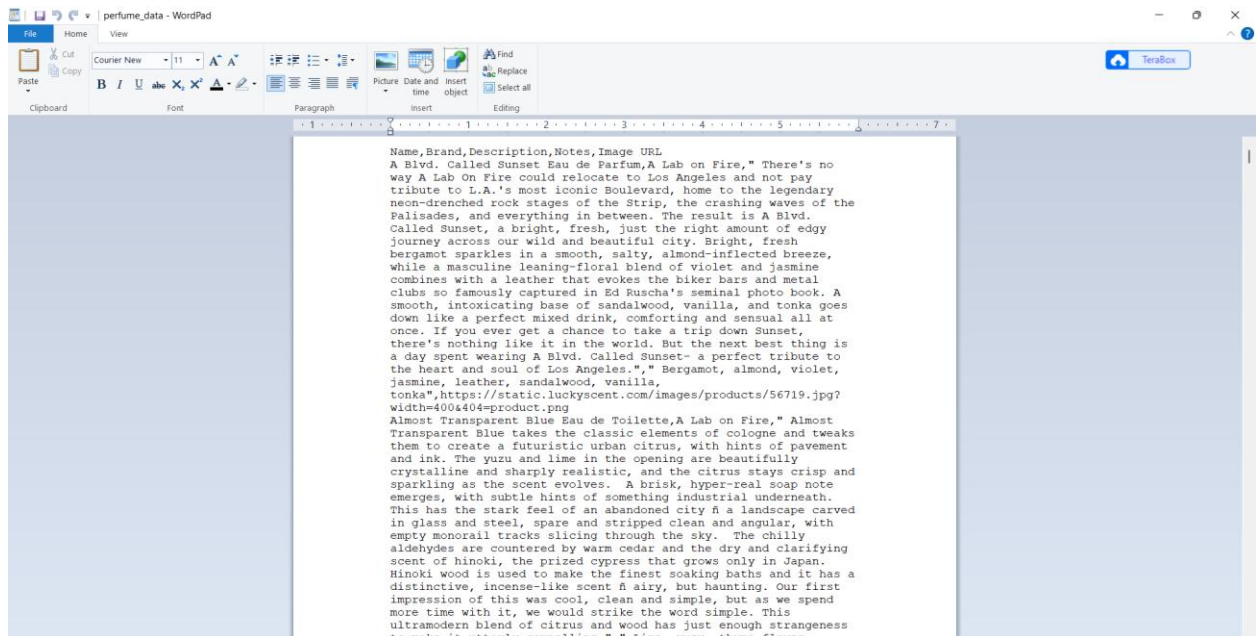 perfume_data - WordPad
File Home View
Paste
Cut
Copy
Clipboard
Courier New 11
Font
Paragraph
Picture
Date and time
Insert object
Insert
Find
Replace
Select all
Editing
TeraBox
1 1 2 3 4 5 7
Name,Brand,Description,Notes,Image URL
A Blvd. Called Sunset Eau de Parfum,A Lab on Fire," There's no
way A Lab On Fire could relocate to Los Angeles and not pay
tribute to L.A.'s most iconic Boulevard, home to the legendary
neon-drenched rock stages of the Strip, the crashing waves of the
Palisades, and everything in between. The result is A Blvd.
Called Sunset, a bright, fresh, just the right amount of edgy
journey across our wild and beautiful city. Bright, fresh
bergamot sparkles in a smooth, salty, almond-inflected breeze,
while a masculine leaning-floral blend of violet and jasmine
combines with a leather that evokes the biker bars and metal
clubs so famously captured in Ed Ruscha's seminal photo book. A
smooth, intoxicating base of sandalwood, vanilla, and tonka goes
down like a perfect mixed drink, comforting and sensual all at
once. If you ever get a chance to take a trip down Sunset,
there's nothing like it in the world. But the next best thing is
a day spent wearing A Blvd. Called Sunset- a perfect tribute to
the heart and soul of Los Angeles."," Bergamot, almond, violet,
jasmine, leather, sandalwood, vanilla,
tonka",https://static.luckyscent.com/images/products/56719.jpg?
width=400&404=product.png
Almost Transparent Blue Eau de Toilette,A Lab on Fire," Almost
Transparent Blue takes the classic elements of cologne and tweaks
them to create a futuristic urban citrus, with hints of pavement
and ink. The yuzu and lime in the opening are beautifully
crystalline and sharply realistic, and the citrus stays crisp and
sparkling as the scent evolves.  A brisk, hyper-real soap note
emerges, with subtle hints of something industrial underneath.
This has the stark feel of an abandoned city ñ a landscape carved
in glass and steel, spare and stripped clean and angular, with
empty monorail tracks slicing through the sky.  The chilly
aldehydes are countered by warm cedar and the dry and clarifying
scent of hinoki, the prized cypress that grows only in Japan.
Hinoki wood is used to make the finest soaking baths and it has a
distinctive, incense-like scent ñ airy, but haunting. Our first
impression of this was cool, clean and simple, but as we spend
more time with it, we would strike the word simple. This
ultramodern blend of citrus and wood has just enough strangeness